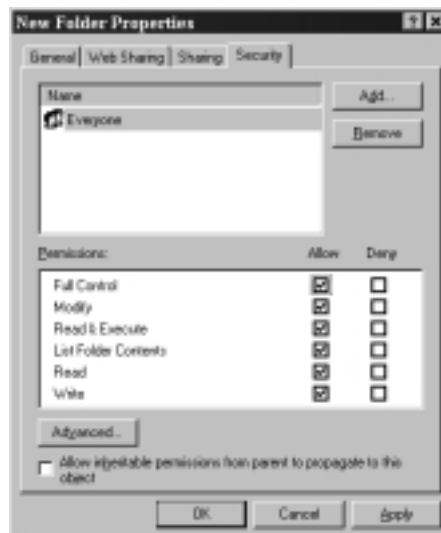 New Folder Properties
General Web Sharing Sharing Security
Name
Add...
Everyone
Remove
Permissions: Allow Deny
Full Control
Modify
Read & Execute
List Folder Contents
Read
Write
Advanced...
Allow inheritable permissions from parent to propagate to this
object
OK Cancel Apply